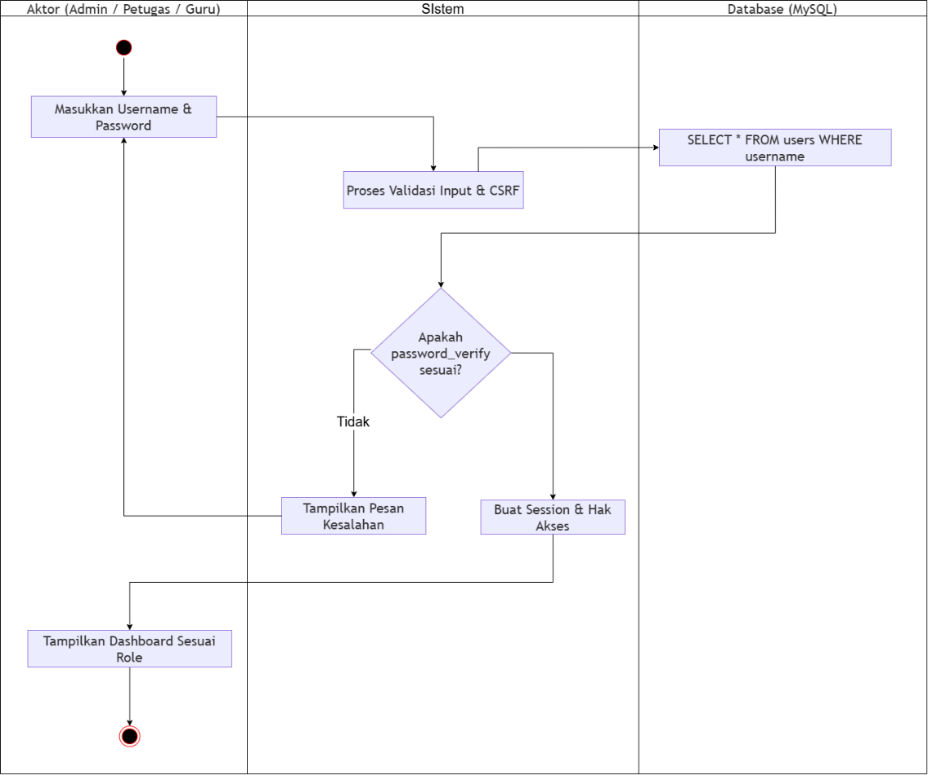 Aktor (Admin / Petugas / Guru)
SIstem
Database (MySQL)
Masukkan Username &
Password
SELECT * FROM users WHERE
username
Proses Validasi Input & CSRF
Apakah
password_verify
sesuai?
Tidak
Tampilkan Pesan
Kesalahan
Buat Session & Hak
Akses
Tampilkan Dashboard Sesuai
Role